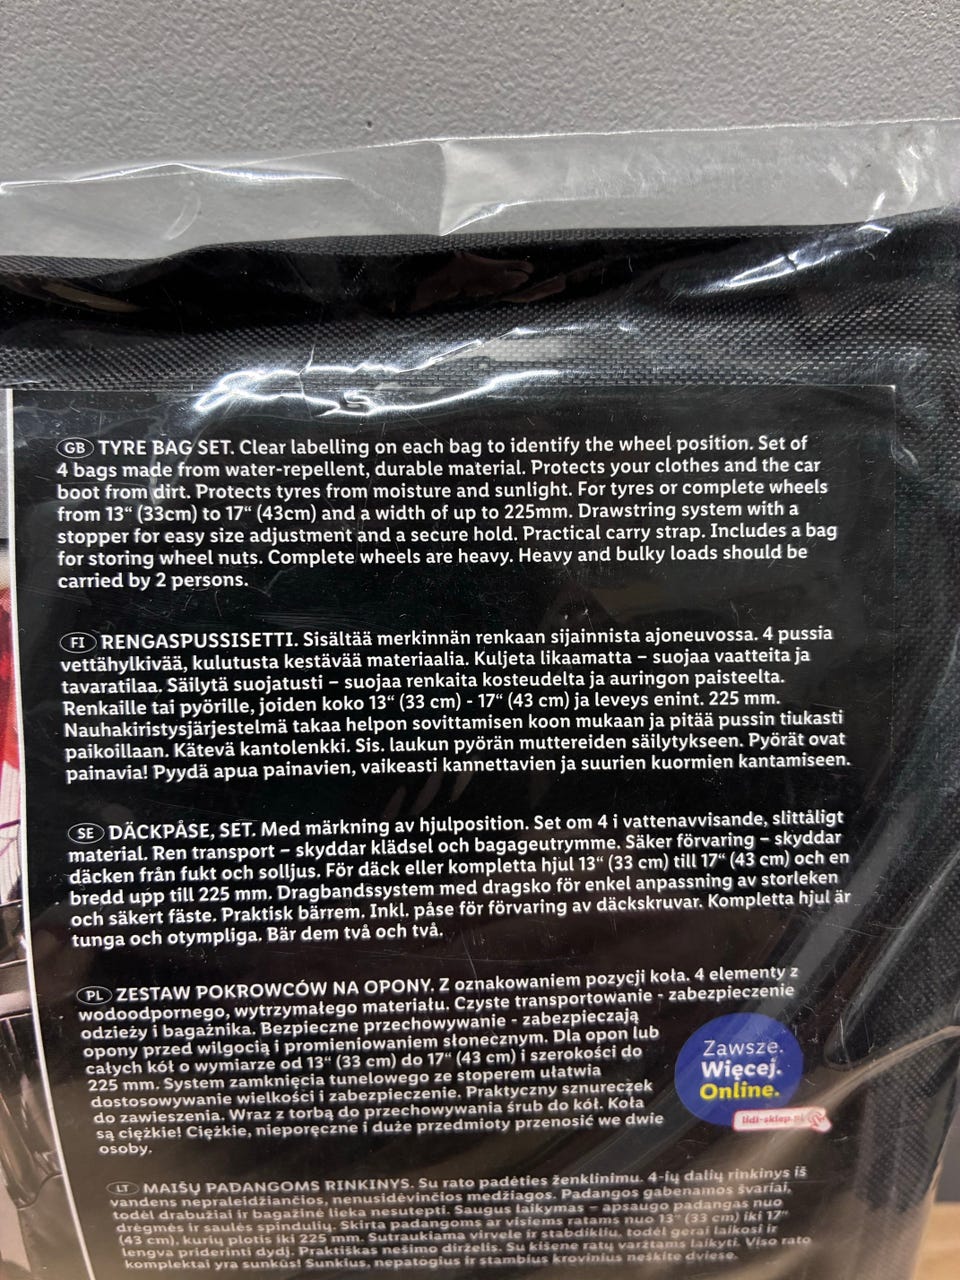 GB TYRE BAG SET. Clear labelling on each bag to identify the wheel position. Set of
4 bags made from water-repellent, durable material. Protects your clothes and the car
boot from dirt. Protects tyres from moisture and sunlight. For tyres or complete wheels
from 13“ (33cm) to 17“ (43cm) and a width of up to 225mm. Drawstring system with a
stopper for easy size adjustment and a secure hold. Practical carry strap. Includes a bag
for storing wheel nuts. Complete wheels are heavy. Heavy and bulky loads should be
carried by 2 persons.
FI RENGASPUSSISETTI. Sisältää merkinnän renkaan sijainnista ajoneuvossa. 4 pussia
vettähylkivää, kulutusta kestävää materiaalia. Kuljeta likaamatta – suojaa vaatteita ja
tavaratilaa. Säilytä suojatusti – suojaa renkaita kosteudelta ja auringon paisteelta.
Renkaille tai pyörille, joiden koko 13“ (33 cm) - 17“ (43 cm) ja leveys enint. 225 mm.
Nauhakiristysjärjestelmä takaa helpon sovittamisen koon mukaan ja pitää pussin tiukasti
paikoillaan. Kätevä kantolenkki. Sis. laukun pyörän muttereiden säilytykseen. Pyörät ovat
painavia! Pyydä apua painavien, vaikeasti kannettavien ja suurien kuormien kantamiseen.
SE DÄCKPÅSE, SET. Med märkning av hjulposition. Set om 4 i vattenavvisande, slittåligt
material. Ren transport – skyddar klädsel och bagageutrymme. Säker förvaring – skyddar
däcken från fukt och solljus. För däck eller kompletta hjul 13“ (33 cm) till 17“ (43 cm) och en
bredd upp till 225 mm. Dragbandssystem med dragsko för enkel anpassning av storleken
och säkert fäste. Praktisk bärrem. Inkl. påse för förvaring av däckskruvar. Kompletta hjul är
tunga och otympliga. Bär dem två och två.
PL ZESTAW POKROWCÓW NA OPONY. Z oznakowaniem pozycji koła. 4 elementy z
wodoodpornego, wytrzymałego materiału. Czyste transportowanie - zabezpieczenie
odzieży i bagażnika. Bezpieczne przechowywanie - zabezpieczają
opony przed wilgocią i promieniowaniem słonecznym. Dla opon lub
całych kół o wymiarze od 13“ (33 cm) do 17“ (43 cm) i szerokości do
225 mm. System zamknięcia tunelowego ze stoperem ułatwia
dostosowywanie wielkości i zabezpieczenie. Praktyczny sznureczek
do zawieszenia. Wraz z torbą do przechowywania śrub do kół. Koła
są ciężkie! Ciężkie, nieporęczne i duże przedmioty przenosić we dwie
osoby.
Zawsze.
Więcej.
Online.
lidl-sklep.pl
LT MAIŠŲ PADANGOMS RINKINYS. Su rato padėties ženklinimu. 4-ių dalių rinkinys iš
vandens nepraleidžiančios, nenusidėvinčios medžiagos. Padangos gabenamos švariai,
todėl drabužiai ir bagažinė lieka nesutepti. Saugus laikymas – apsaugo padangas nuo
drėgmės ir saulės spindulių. Skirta padangoms ar visiems ratams nuo 13“ (33 cm) iki 17“
(43 cm), kurių plotis iki 225 mm. Sutraukiama virvele ir stabdikliu, todėl gerai laikosi ir
lengva priderinti dydį. Praktiškas nešimo dirželis. Su kišene ratų varžtams laikyti. Viso rato
komplektai yra sunkūs! Sunkius, nepatogius ir stambius krovinius neškite dviese.